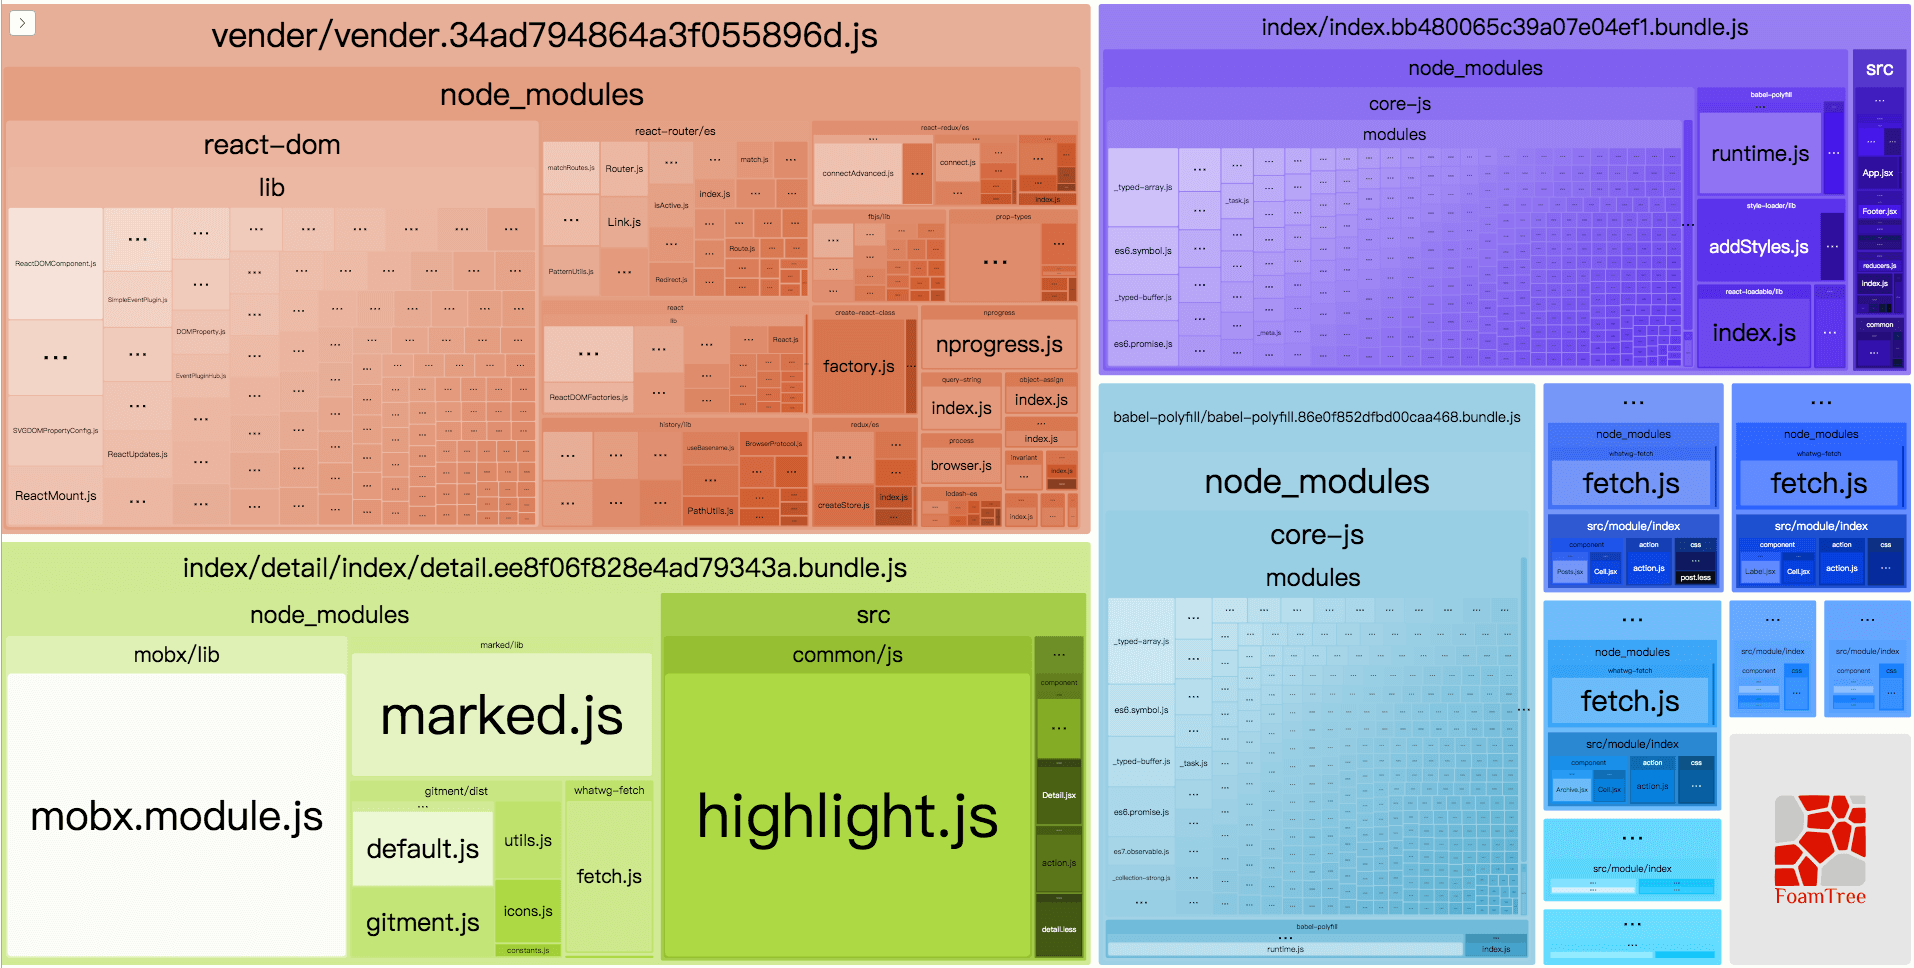 vender/vender.34ad794864a3f055896d.js
node_modules
react-dom
lib
ReactDOMComponent.js
SimpleEventPlugin.js
DOMProperty.js
EventPluginHub.js
SVGDOMPropertyConfig.js
ReactUpdates.js
ReactMount.js
react-router/es
matchRoutes.js
Router.js
match.js
index.js
isActive.js
Link.js
Route.js
PatternUtils.js
Redirect.js
react
lib
React.js
ReactDOMFactories.js
history/lib
useBasename.js
BrowserProtocol.js
PathUtils.js
react-redux/es
connectAdvanced.js
connect.js
index.js
fbjs/lib
prop-types
create-react-class
factory.js
nprogress
nprogress.js
query-string
index.js
object-assign
index.js
index.js
redux/es
createStore.js
index.js
process
browser.js
invariant
index.js
lodash-es
index.js
index/index.bb480065c39a07e04ef1.bundle.js
node_modules
core-js
modules
_typed-array.js
_task.js
es6.symbol.js
_typed-buffer.js
_meta.js
es6.promise.js
babel-polyfill
runtime.js
style-loader/lib
addStyles.js
react-loadable/lib
index.js
src
App.jsx
Footer.jsx
reducers.js
index.js
common
index/detail/index/detail.ee8f06f828e4ad79343a.bundle.js
node_modules
mobx/lib
mobx.module.js
marked/lib
marked.js
gitment/dist
default.js
utils.js
gitment.js
icons.js
constants.js
whatwg-fetch
fetch.js
src
common/js
highlight.js
component
Detail.jsx
action.js
detail.less
babel-polyfill/babel-polyfill.86e0f852dfbd00caa468.bundle.js
node_modules
core-js
modules
_typed-array.js
es6.symbol.js
_typed-buffer.js
_task.js
es6.promise.js
es7.observable.js
_collection-strong.js
babel-polyfill
runtime.js
index.js
node_modules
whatwg-fetch
fetch.js
src/module/index
component
action
css
Posts.jsx
Cell.jsx
action.js
post.less
node_modules
whatwg-fetch
fetch.js
src/module/index
component
action
css
Label.jsx
Cell.jsx
action.js
node_modules
whatwg-fetch
fetch.js
src/module/index
component
action
css
Archive.jsx
Cell.jsx
action.js
src/module/index
component
css
src/module/index
component
css
src/module/index
FoamTree